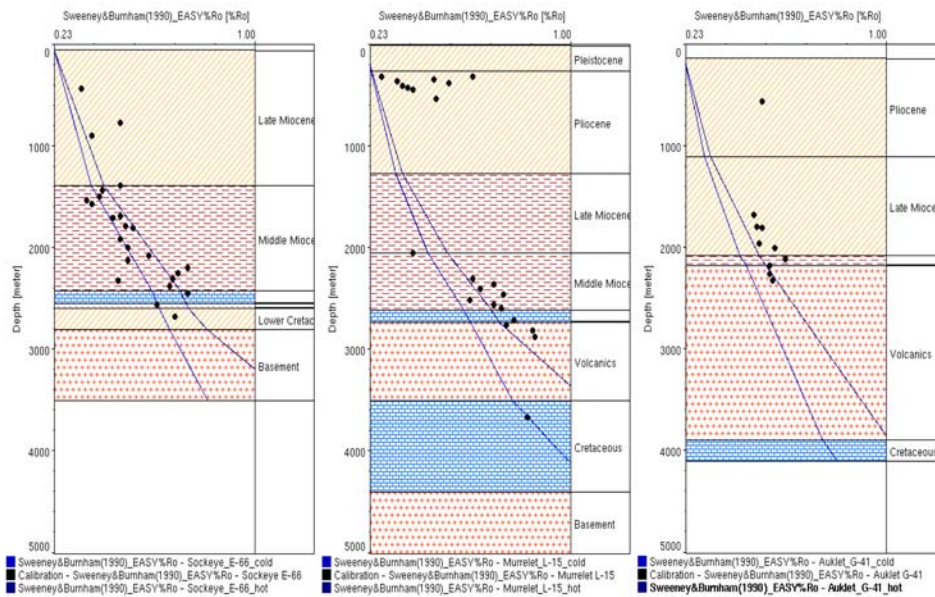 Sweeney&Burnham(1990)_EASY%Ro [%Ro]
0.23 1.00
0
1000
2000
3000
4000
5000
Depth [meter]
Late Miocene
Middle Mioce
Lower Cretac
Basement
Sweeney&Burnham(1990)_EASY%Ro - Sockeye_E-66_cold
Calibration - Sweeney&Burnham(1990)_EASY%Ro - Sockeye E-66
Sweeney&Burnham(1990)_EASY%Ro - Sockeye_E-66_hot
Sweeney&Burnham(1990)_EASY%Ro [%Ro]
0.23 1.00
0
1000
2000
3000
4000
5000
Depth [meter]
Pleistocene
Pliocene
Late Miocene
Middle Mioce
Volcanics
Cretaceous
Basement
Sweeney&Burnham(1990)_EASY%Ro - Murrelet_L-15_cold
Calibration - Sweeney&Burnham(1990)_EASY%Ro - Murrelet L-15
Sweeney&Burnham(1990)_EASY%Ro - Murrelet_L-15_hot
Sweeney&Burnham(1990)_EASY%Ro [%Ro]
0.23 1.00
0
1000
2000
3000
4000
5000
Depth [meter]
Pliocene
Late Miocene
Volcanics
Cretaceous
Sweeney&Burnham(1990)_EASY%Ro - Auklet_G-41_cold
Calibration - Sweeney&Burnham(1990)_EASY%Ro - Auklet G-41
Sweeney&Burnham(1990)_EASY%Ro - Auklet_G-41_hot